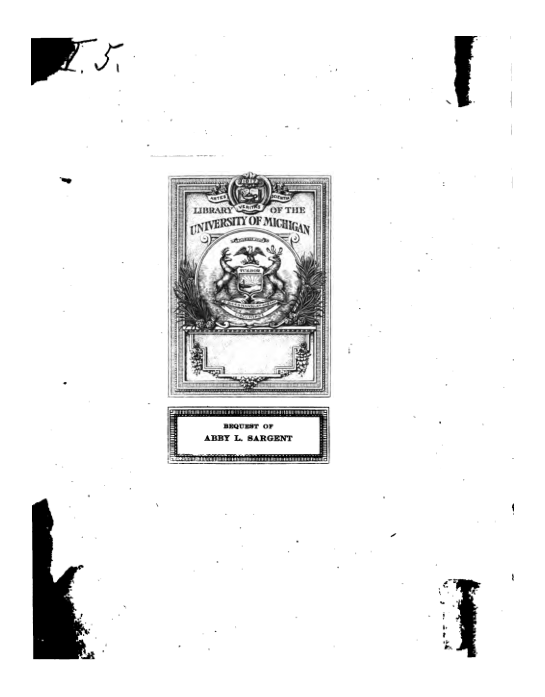 I. 5.
ARTES SCIENTIA
VERITAS
LIBRARY OF THE
UNIVERSITY OF MICHIGAN
TUEBOR
BEQUEST OF
ABBY L. SARGENT